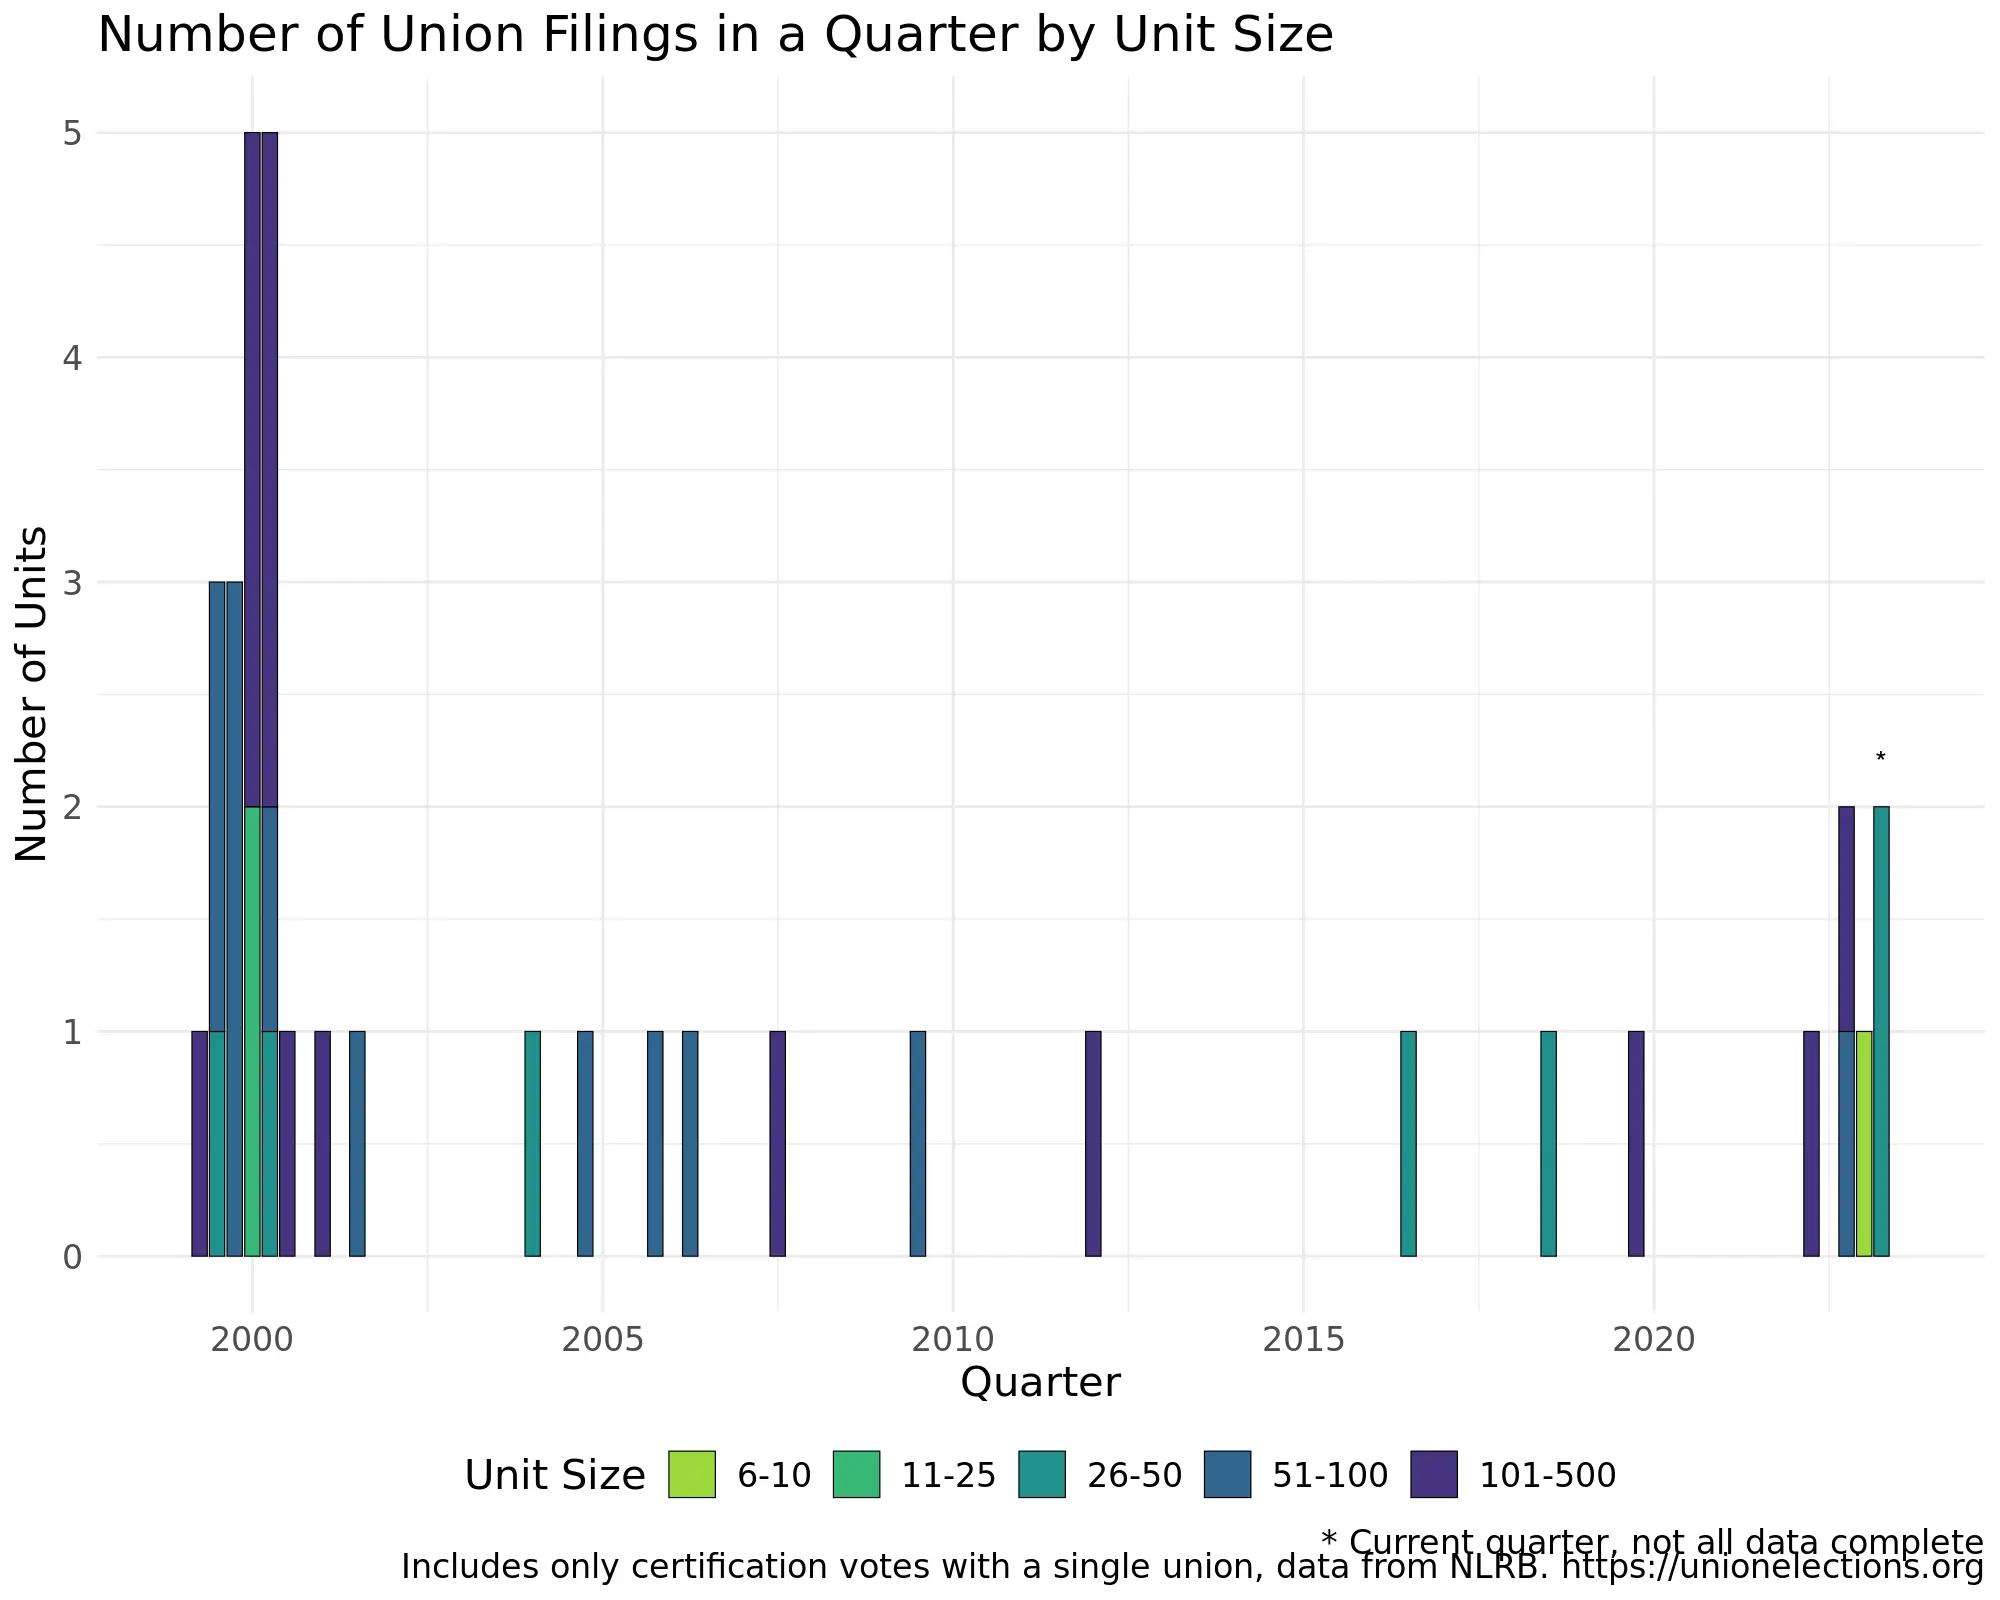 Number of Union Filings in a Quarter by Unit Size
Number of Units
5
4
3
2
1
0
*
2000 2005 2010 2015 2020
Quarter
Unit Size 6-10 11-25 26-50 51-100 101-500
* Current quarter, not all data complete
Includes only certification votes with a single union, data from NLRB. https://unionelections.org